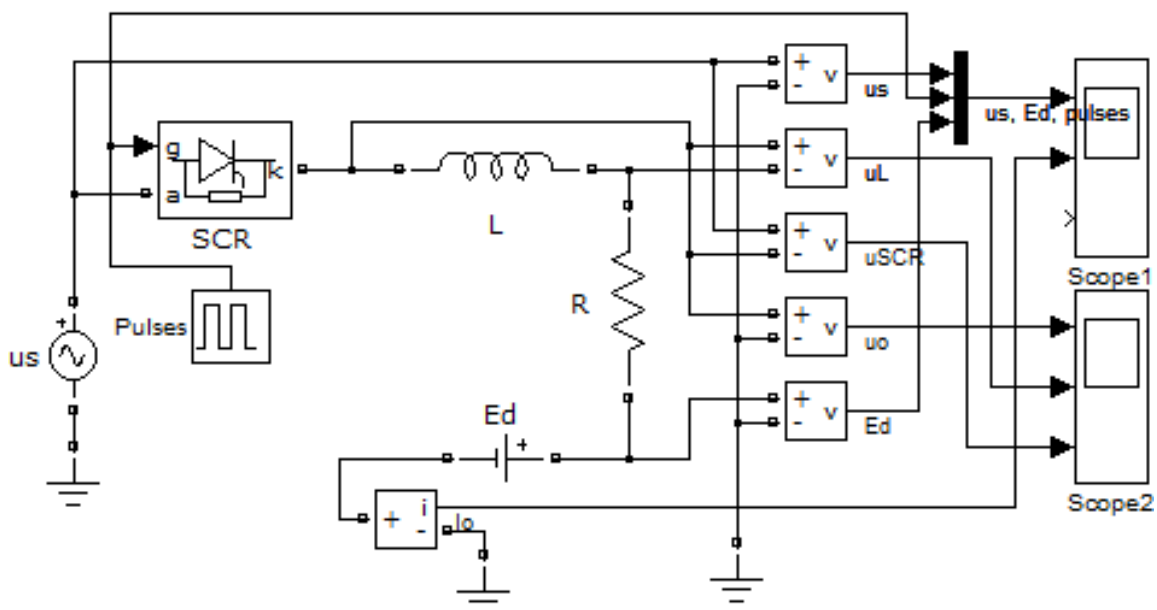 +
-
v
us
us, Ed, pulses
g
k
a
SCR
L
+
-
v
uL
+
-
v
uSCR
Scope1
Pulses
R
+
us
+
-
v
uo
Ed
+
+
-
v
Ed
+
i
-
Io
Scope2